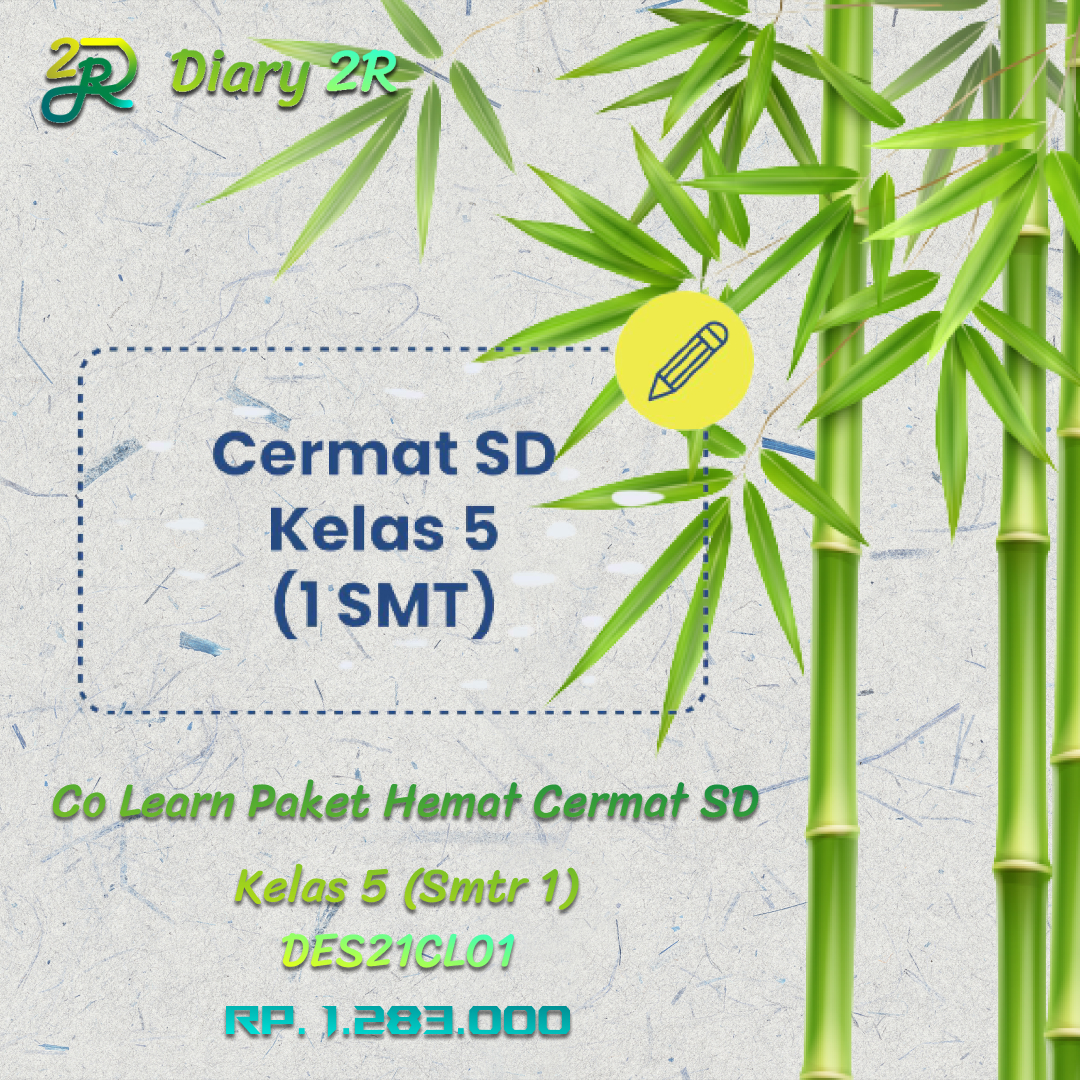 2R Diary 2R
Cermat SD
Kelas 5
(1 SMT)
Co Learn Paket Hemat Cermat SD
Kelas 5 (Smtr 1)
DES21CL01
RP. 1.283.000